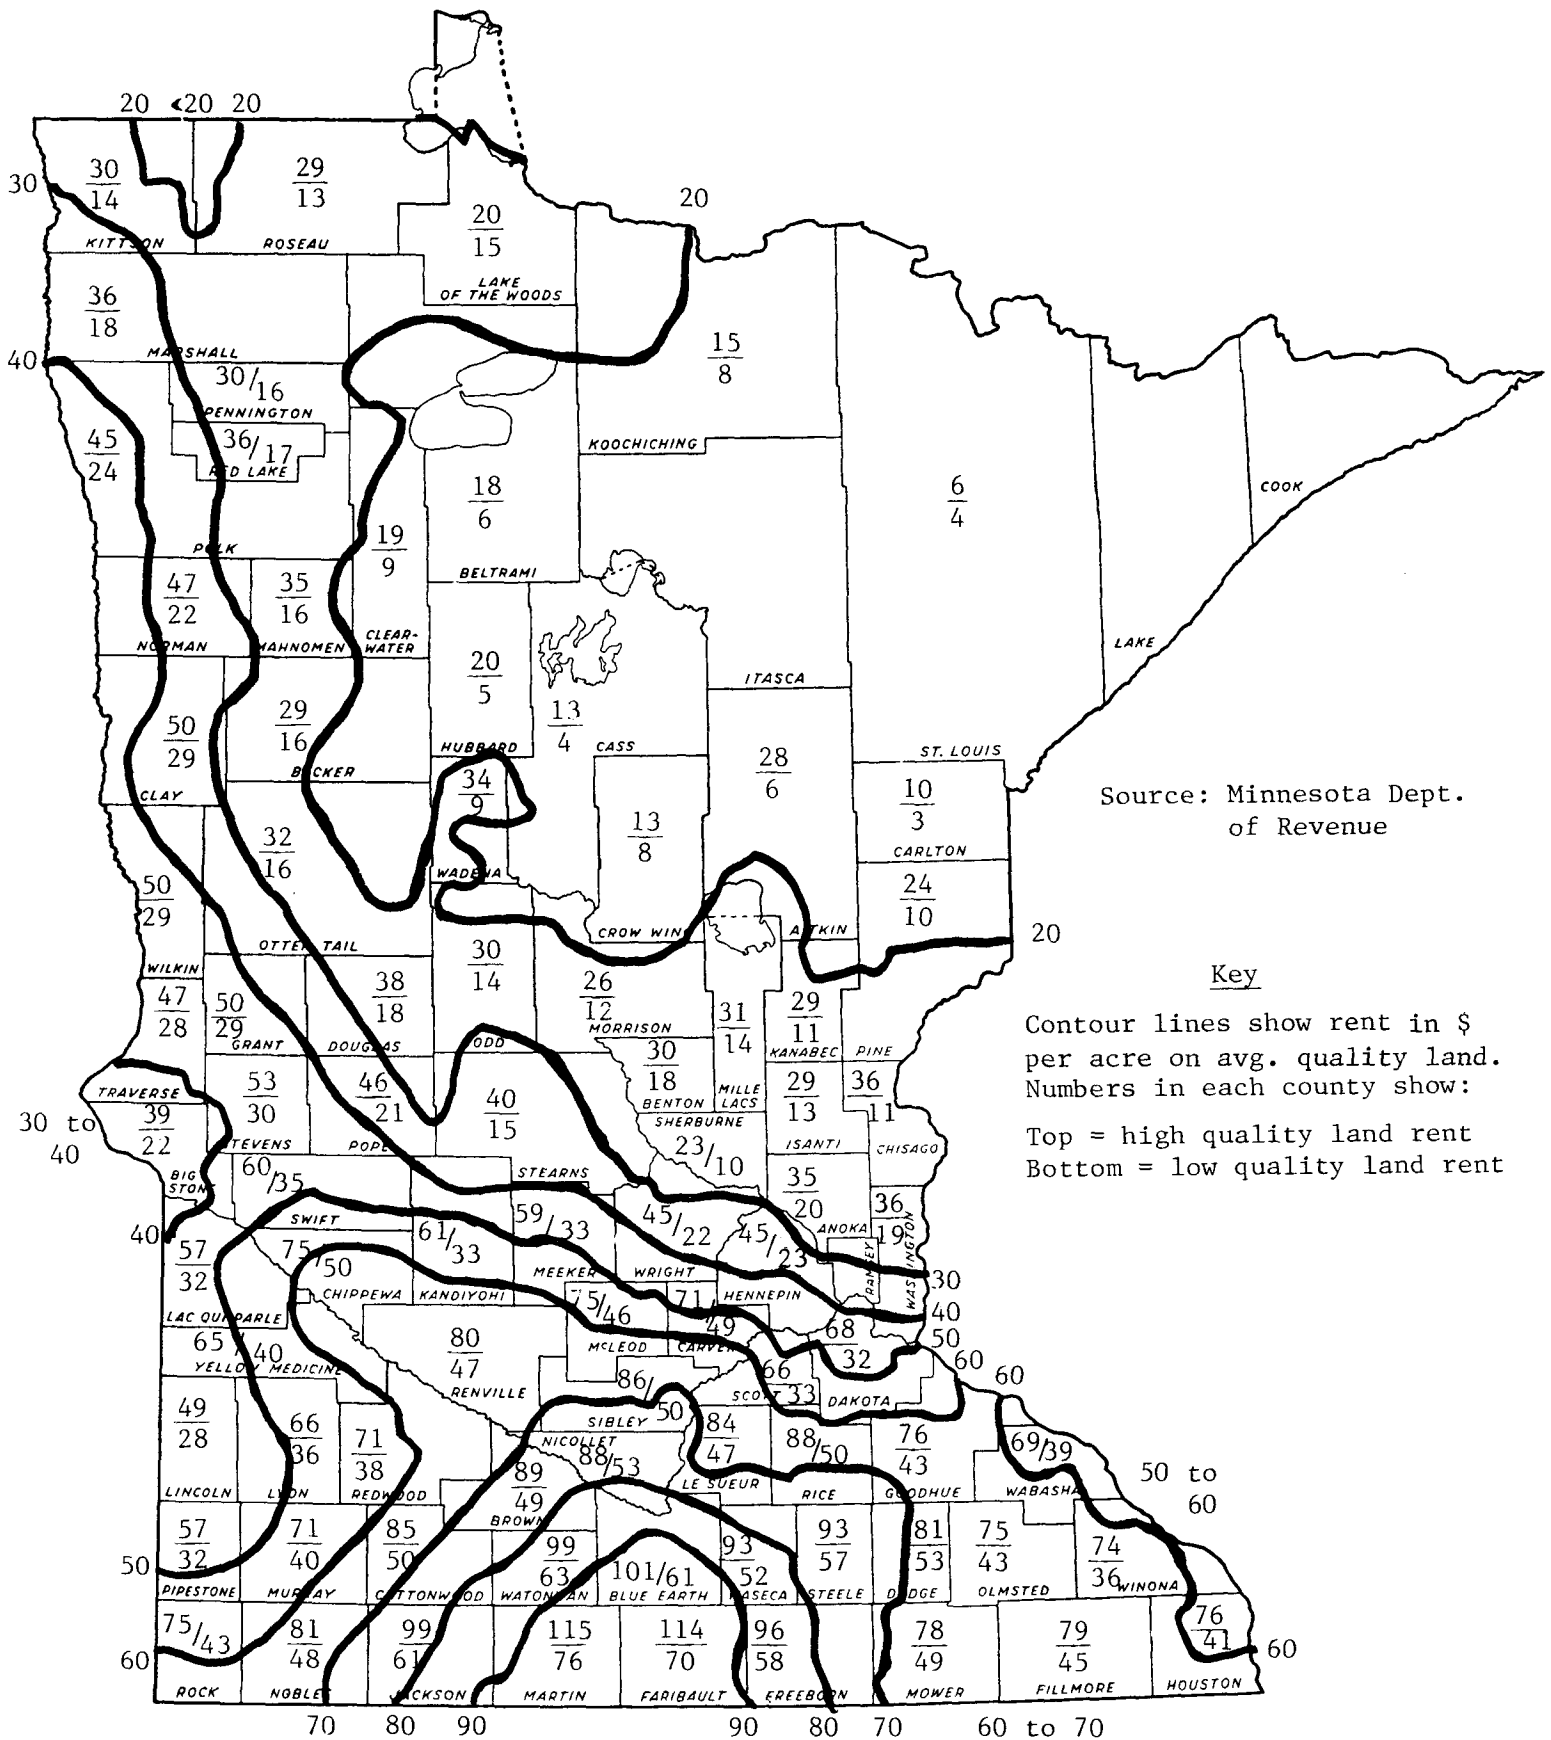 20 <20 20
30
30
14
29
13
KITTSON
ROSEAU
20
15
20
LAKE
OF THE WOODS
36
18
MARSHALL
40
30/16
PENNINGTON
15
8
45
24
36/17
RED LAKE
KOOCHICHING
18
6
6
4
COOK
19
9
POLK
BELTRAMI
47
22
35
16
NORMAN
MAHNOMEN
CLEAR-
WATER
LAKE
20
5
ITASCA
50
29
29
16
13
4
HUBBARD
CASS
ST. LOUIS
BECKER
CLAY
34
9
28
6
10
3
Source: Minnesota Dept.
of Revenue
32
16
13
8
CARLTON
WADENA
50
29
24
10
OTTER TAIL
CROW WING
AITKIN
20
WILKIN
30
14
47
28
50
29
38
18
26
12
31
14
29
11
Key
Contour lines show rent in $
per acre on avg. quality land.
Numbers in each county show:
Top = high quality land rent
Bottom = low quality land rent
GRANT
DOUGLAS
TODD
MORRISON
KANABEC
PINE
30
18
BENTON
MILLE
LACS
TRAVERSE
53
30
46
21
40
15
29
13
36
11
30 to
40
39
22
SHERBURNE
23/10
STEVENS
POPE
ISANTI
CHISAGO
BIG
STONE
60/35
STEARNS
35
20
36
19
SWIFT
59/33
45/22
45/23
ANOKA
WASHINGTON
RAMSEY
40
57
32
61/33
75/50
MEEKER
WRIGHT
30
CHIPPEWA
KANDIYOHI
HENNEPIN
40
75/46
71/49
LAC QUI PARLE
65/40
YELLOW MEDICINE
80
47
RENVILLE
McLEOD
CARVER
68
32
50
60
60
86/50
66
33
SCOTT
DAKOTA
49
28
66
36
71
38
SIBLEY
84
47
88/50
76
43
69/39
NICOLLET
88/53
50 to
60
LINCOLN
LYON
REDWOOD
89
49
LE SUEUR
RICE
GOODHUE
WABASHA
BROWN
57
32
71
40
85
50
99
63
101/61
93
52
93
57
81
53
75
43
74
36
50
PIPESTONE
MURRAY
COTTONWOOD
WATONWAN
BLUE EARTH
WASECA
STEELE
DODGE
OLMSTED
WINONA
75/43
81
48
99
61
115
76
114
70
96
58
78
49
79
45
76
41
60
60
ROCK
NOBLES
JACKSON
MARTIN
FARIBAULT
FREEBORN
MOWER
FILLMORE
HOUSTON
70 80 90 90 80 70 60 to 70